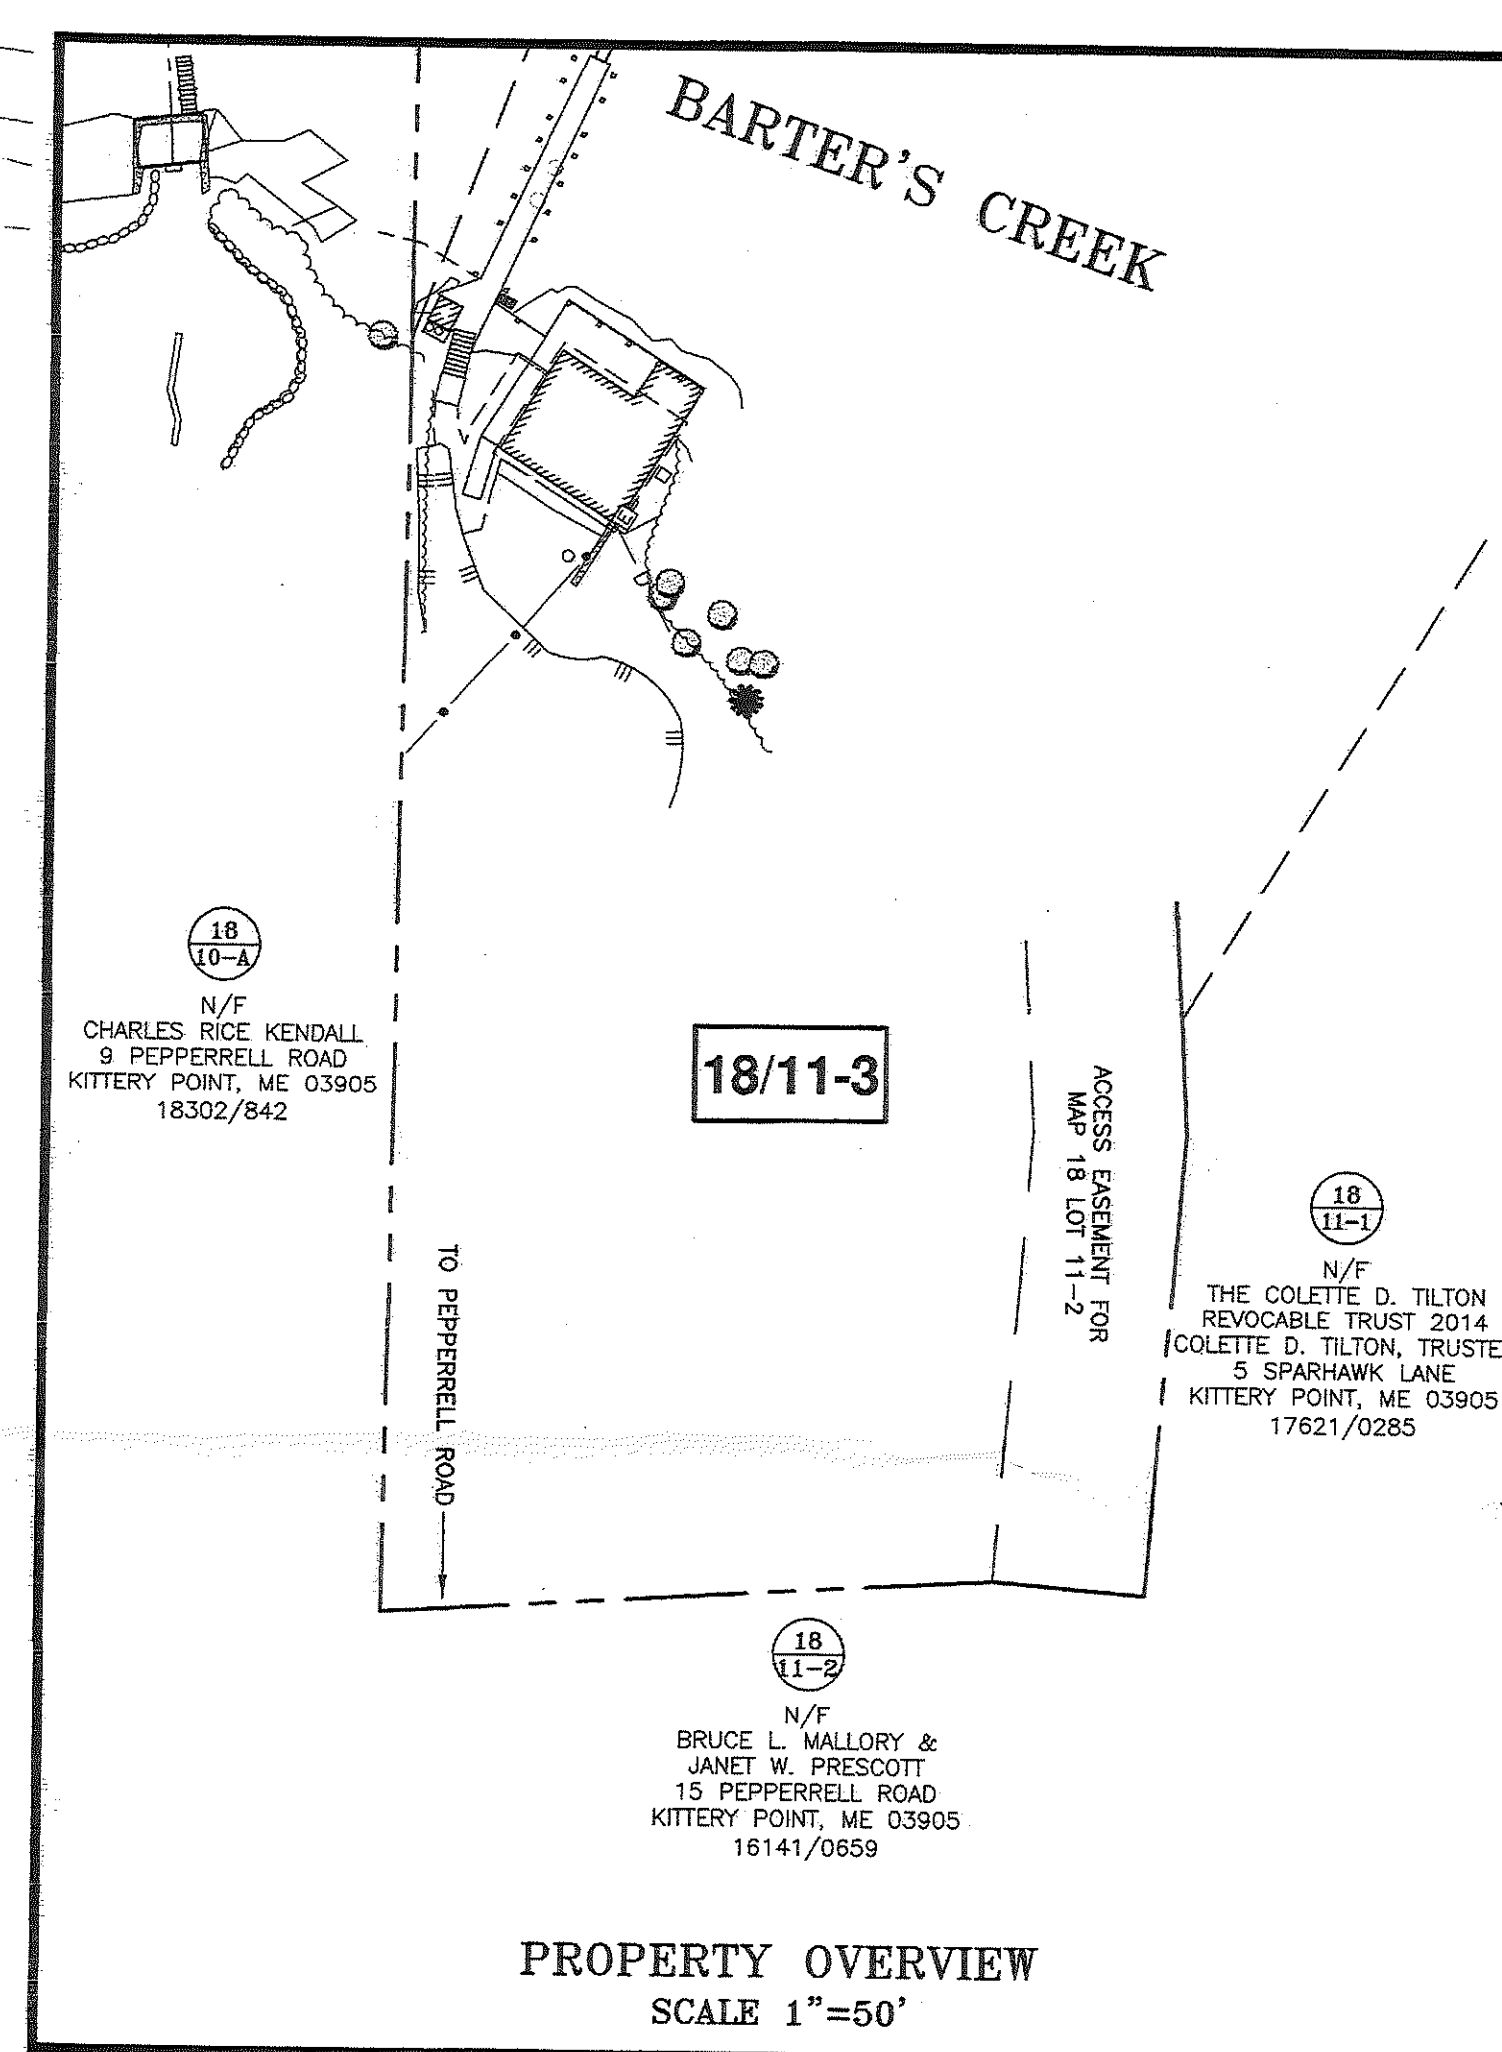 BARTER'S CREEK
E
18
10-A
N/F
CHARLES RICE KENDALL
9 PEPPERRELL ROAD
KITTERY POINT, ME 03905
18302/842
18/11-3
ACCESS EASEMENT FOR
MAP 18 LOT 11-2
TO PEPPERRELL ROAD
18
11-1
N/F
THE COLETTE D. TILTON
REVOCABLE TRUST 2014
COLETTE D. TILTON, TRUSTE
5 SPARHAWK LANE
KITTERY POINT, ME 03905
17621/0285
18
11-2
N/F
BRUCE L. MALLORY &
JANET W. PRESCOTT
15 PEPPERRELL ROAD
KITTERY POINT, ME 03905
16141/0659
PROPERTY OVERVIEW
SCALE 1"=50'